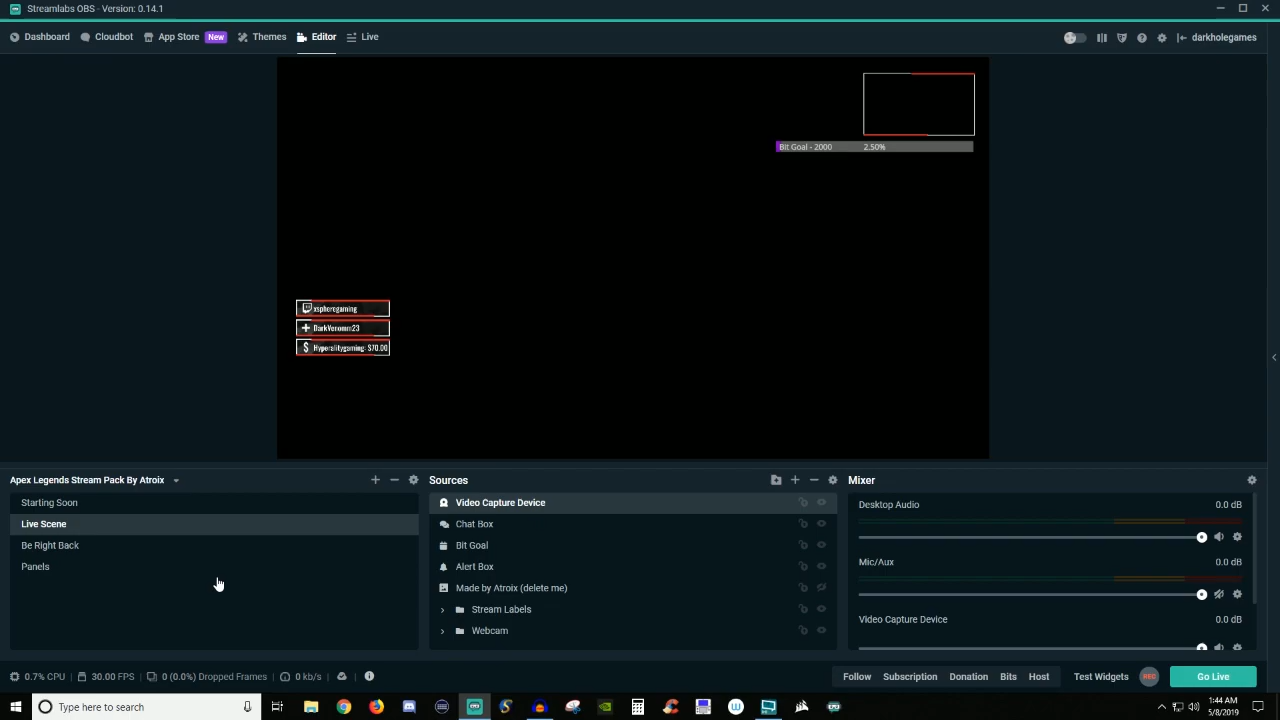 Streamlabs OBS - Version: 0.14.1
Dashboard
Cloudbot
App Store
New
Themes
Editor
Live
darkholegames
Bit Goal - 2000 2.50%
xspheregaming
DarkVenomm23
$ Hyperalitygaming: $70.00
Apex Legends Stream Pack By Atroix
Starting Soon
Live Scene
Be Right Back
Panels
Sources
Video Capture Device
Chat Box
Bit Goal
Alert Box
Made by Atroix (delete me)
Stream Labels
Webcam
Mixer
Desktop Audio 0.0 dB
Mic/Aux 0.0 dB
Video Capture Device 0.0 dB
0.7% CPU
30.00 FPS
0 (0.0%) Dropped Frames
0 kb/s
Follow
Subscription
Donation
Bits
Host
Test Widgets
REC
Go Live
Type here to search
1:44 AM
5/8/2019